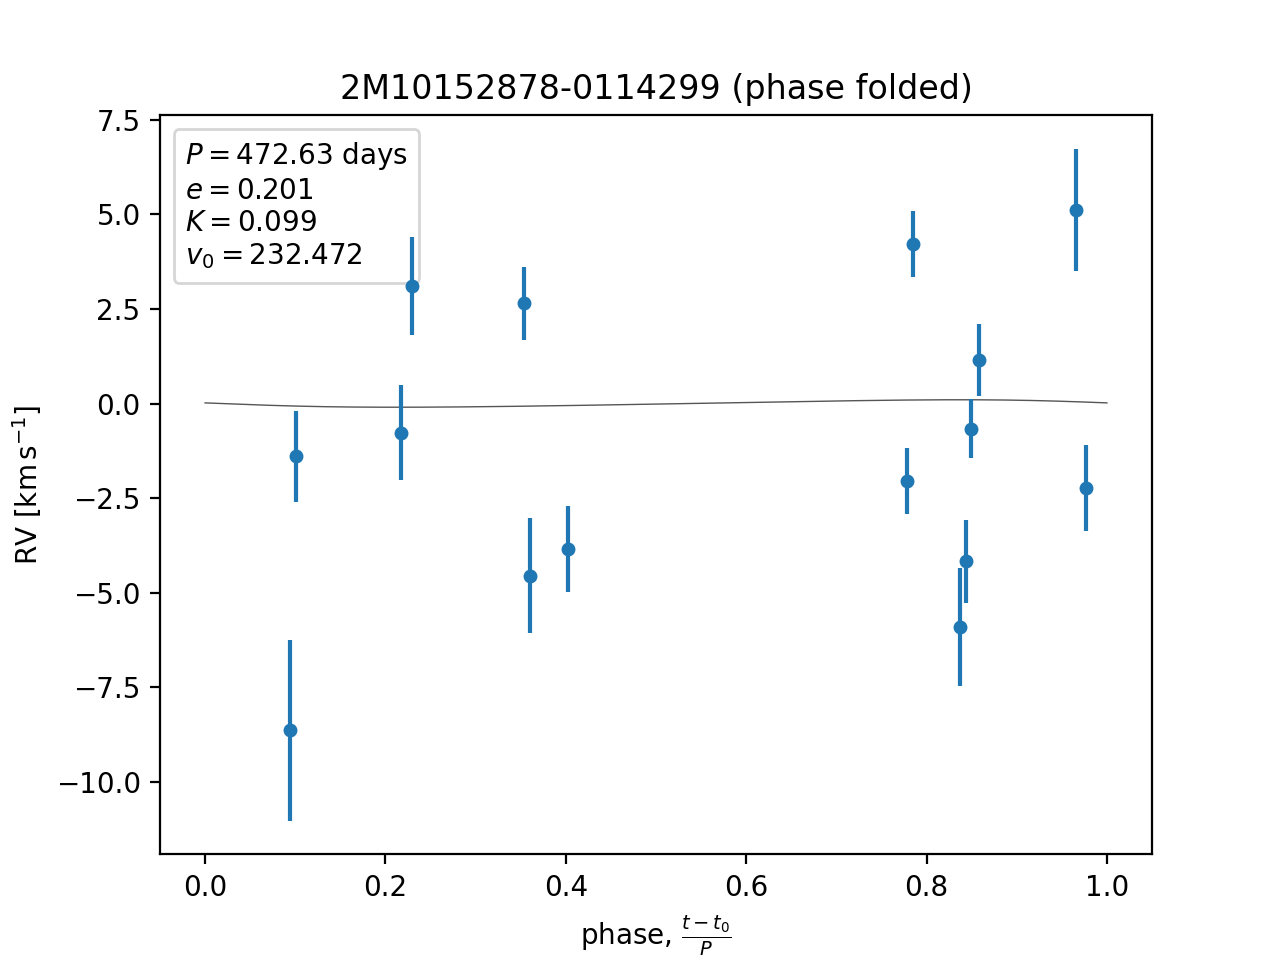 2M10152878-0114299 (phase folded)
P = 472.63 days
e = 0.201
K = 0.099
v₀ = 232.472
RV [km s⁻¹]
7.5
5.0
2.5
0.0
−2.5
−5.0
−7.5
−10.0
0.0 0.2 0.4 0.6 0.8 1.0
phase, (t − t₀)/P